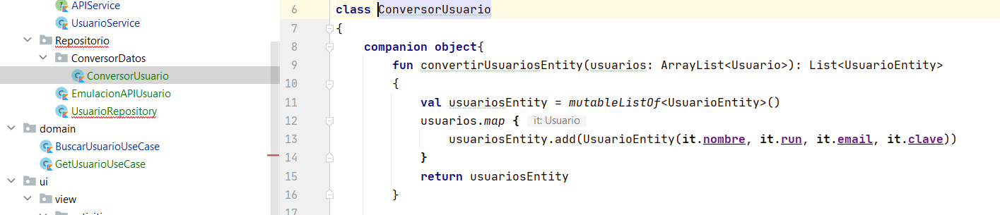 APIService
UsuarioService
Repositorio
ConversorDatos
ConversorUsuario
EmulacionAPIUsuario
UsuarioRepository
domain
BuscarUsuarioUseCase
GetUsuarioUseCase
ui
view
6 class ConversorUsuario
7 {
8 companion object{
9 fun convertirUsuariosEntity(usuarios: ArrayList<Usuario>): List<UsuarioEntity>
10 {
11 val usuariosEntity = mutableListOf<UsuarioEntity>()
12 usuarios.map { it: Usuario
13 usuariosEntity.add(UsuarioEntity(it.nombre, it.run, it.email, it.clave))
14 }
15 return usuariosEntity
16 }
17